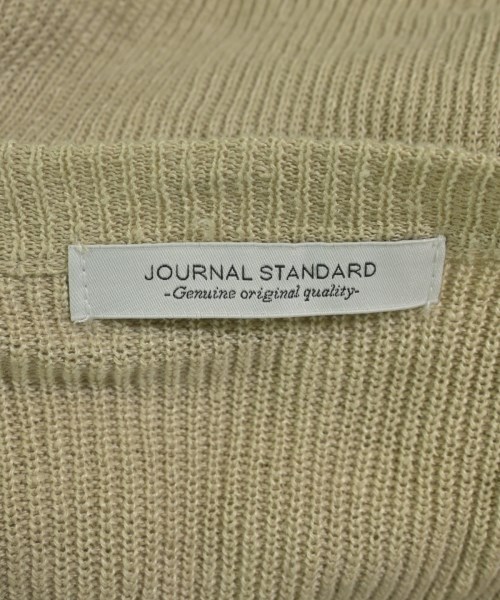 JOURNAL STANDARD
-Genuine original quality-